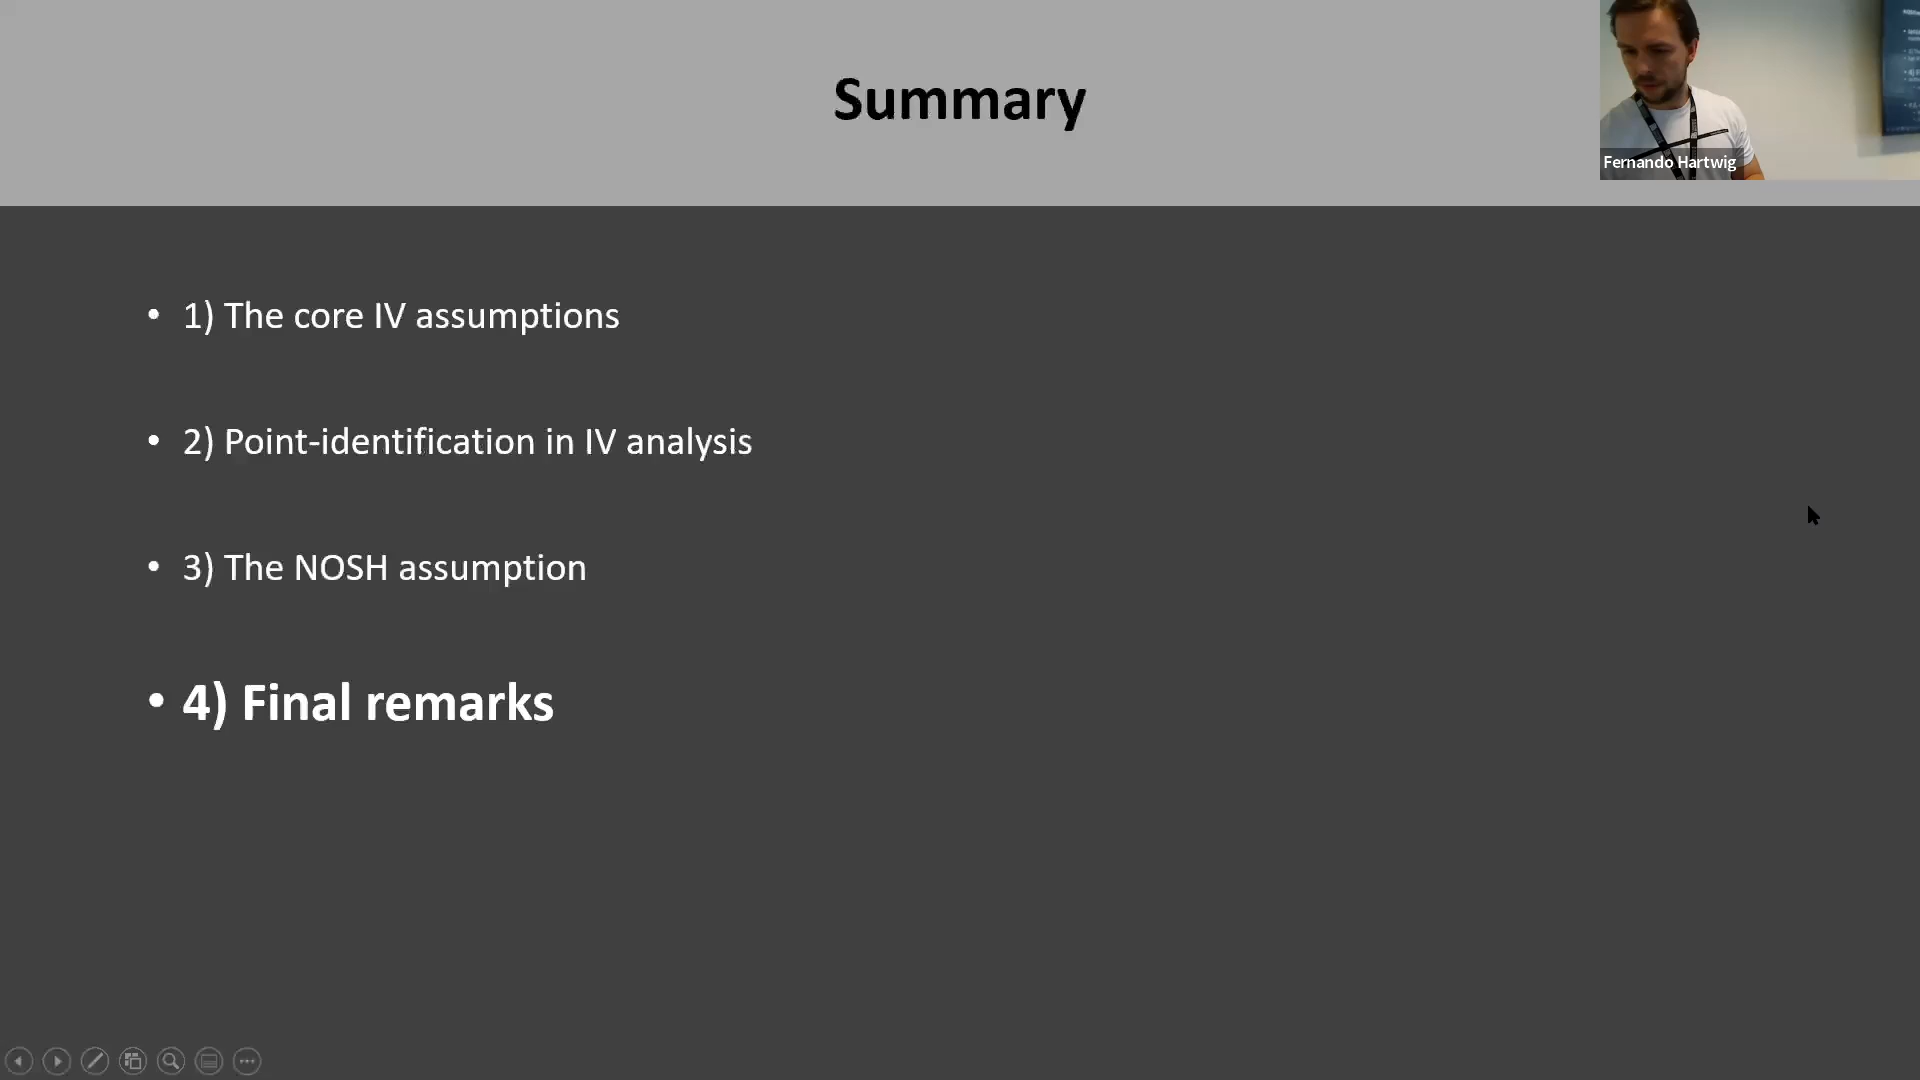 Summary
Fernando Hartwig
• 1) The core IV assumptions
• 2) Point-identification in IV analysis
• 3) The NOSH assumption
• 4) Final remarks